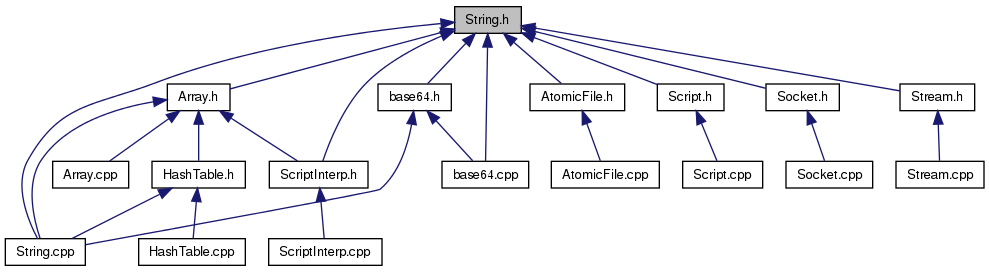 String.h
Array.h
base64.h
AtomicFile.h
Script.h
Socket.h
Stream.h
Array.cpp
HashTable.h
ScriptInterp.h
base64.cpp
AtomicFile.cpp
Script.cpp
Socket.cpp
Stream.cpp
String.cpp
HashTable.cpp
ScriptInterp.cpp